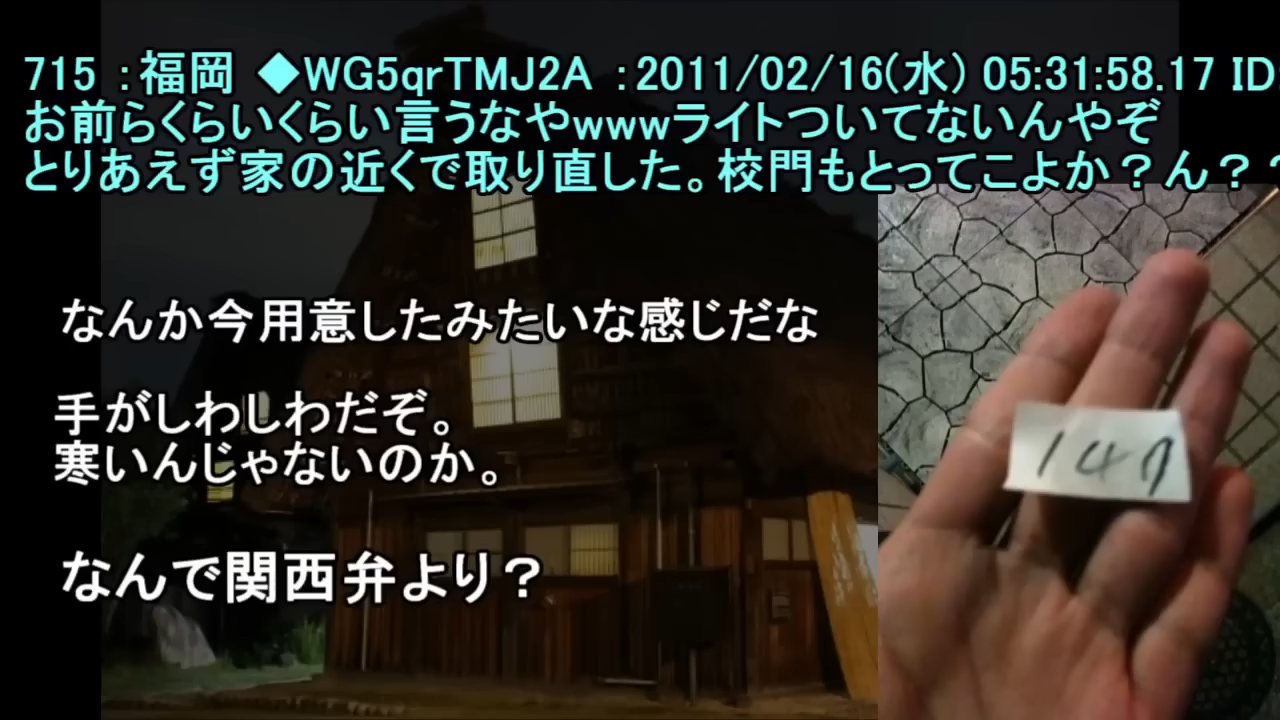 715 ：福岡 ◆WG5qrTMJ2A ：2011/02/16(水) 05:31:58.17 ID
お前らくらいくらい言うなやwwwライトついてないんやぞ
とりあえず家の近くで取り直した。校門もとってこよか？ん？？
なんか今用意したみたいな感じだな
手がしわしわだぞ。
寒いんじゃないのか。
なんで関西弁より？
147